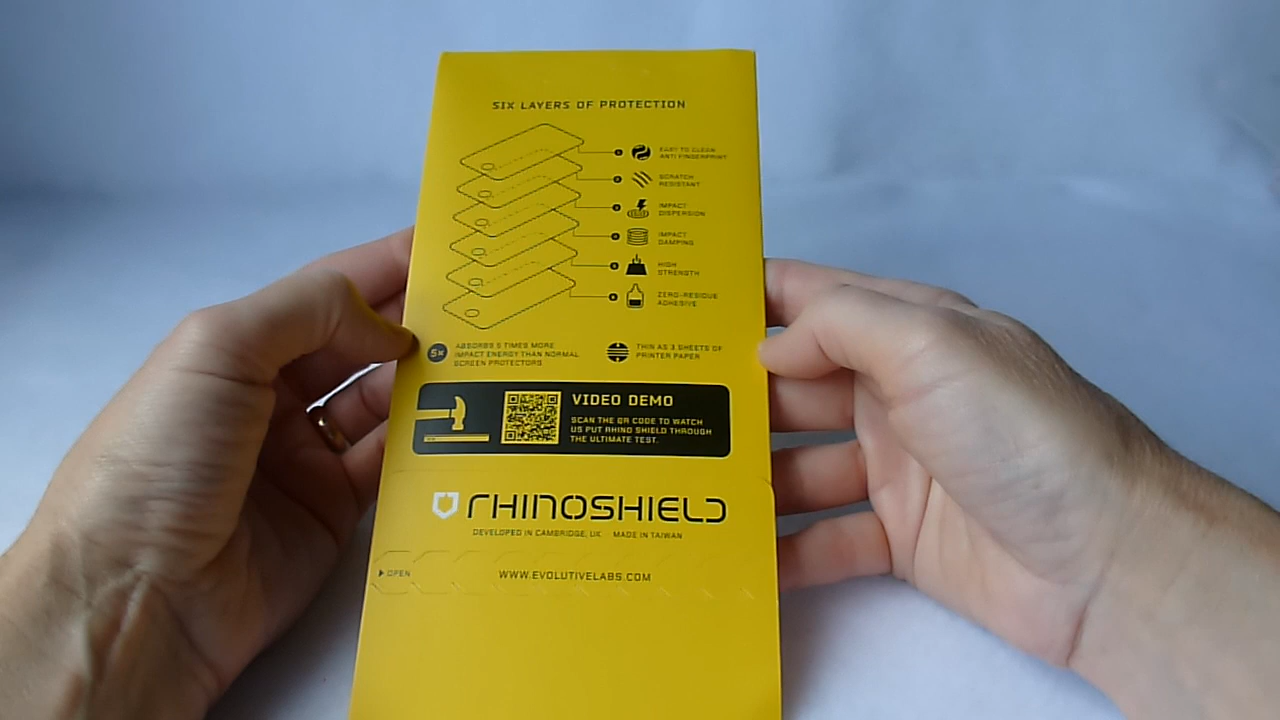 SIX LAYERS OF PROTECTION
EASY TO CLEAN
ANTI FINGERPRINT
SCRATCH
RESISTANT
IMPACT
DISPERSION
IMPACT
DAMPING
HIGH
STRENGTH
ZERO-RESIDUE
ADHESIVE
5x
ABSORBS 5 TIMES MORE
IMPACT ENERGY THAN NORMAL
SCREEN PROTECTORS
THIN AS 3 SHEETS OF
PRINTER PAPER
VIDEO DEMO
SCAN THE QR CODE TO WATCH
US PUT RHINO SHIELD THROUGH
THE ULTIMATE TEST.
RHINOSHIELD
DEVELOPED IN CAMBRIDGE, UK MADE IN TAIWAN
OPEN
WWW.EVOLUTIVELABS.COM